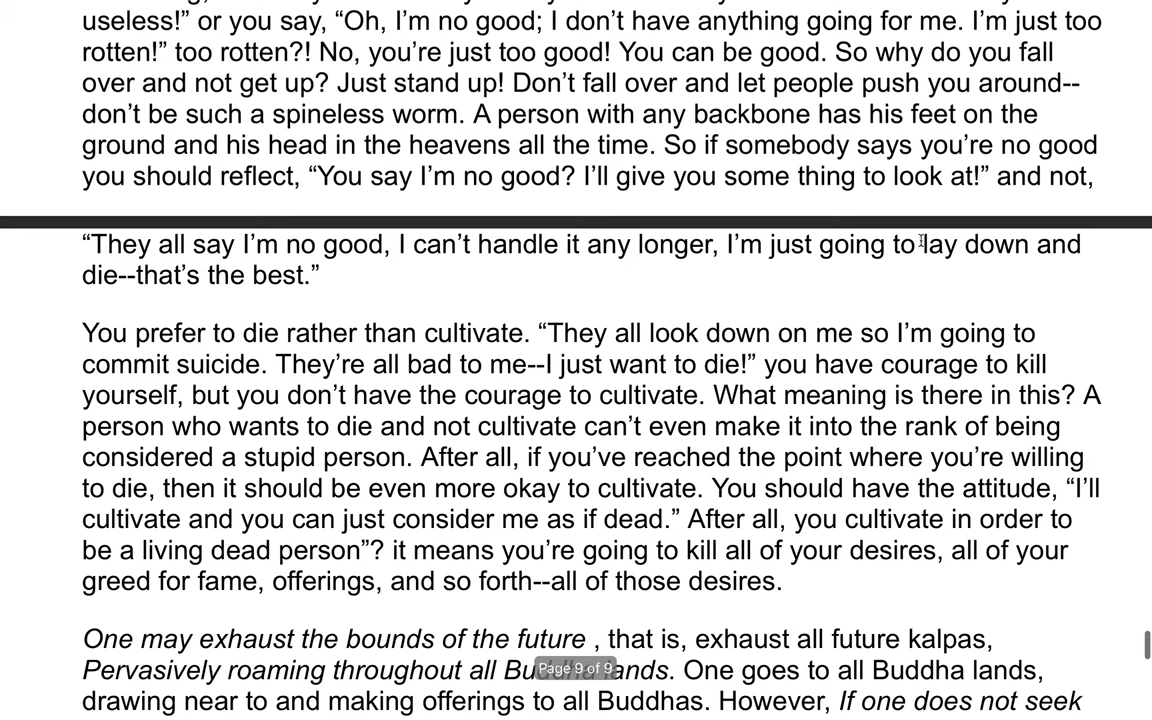 useless!” or you say, “Oh, I’m no good; I don’t have anything going for me. I’m just too
rotten!” too rotten?! No, you’re just too good! You can be good. So why do you fall
over and not get up? Just stand up! Don’t fall over and let people push you around--
don’t be such a spineless worm. A person with any backbone has his feet on the
ground and his head in the heavens all the time. So if somebody says you’re no good
you should reflect, “You say I’m no good? I’ll give you some thing to look at!” and not,
“They all say I’m no good, I can’t handle it any longer, I’m just going to lay down and
die--that’s the best.”
You prefer to die rather than cultivate. “They all look down on me so I’m going to
commit suicide. They’re all bad to me--I just want to die!” you have courage to kill
yourself, but you don’t have the courage to cultivate. What meaning is there in this? A
person who wants to die and not cultivate can’t even make it into the rank of being
considered a stupid person. After all, if you’ve reached the point where you’re willing
to die, then it should be even more okay to cultivate. You should have the attitude, “I’ll
cultivate and you can just consider me as if dead.” After all, you cultivate in order to
be a living dead person”? it means you’re going to kill all of your desires, all of your
greed for fame, offerings, and so forth--all of those desires.
One may exhaust the bounds of the future , that is, exhaust all future kalpas,
Pervasively roaming throughout all Buddha lands. One goes to all Buddha lands,
Page 9 of 9
drawing near to and making offerings to all Buddhas. However, If one does not seek